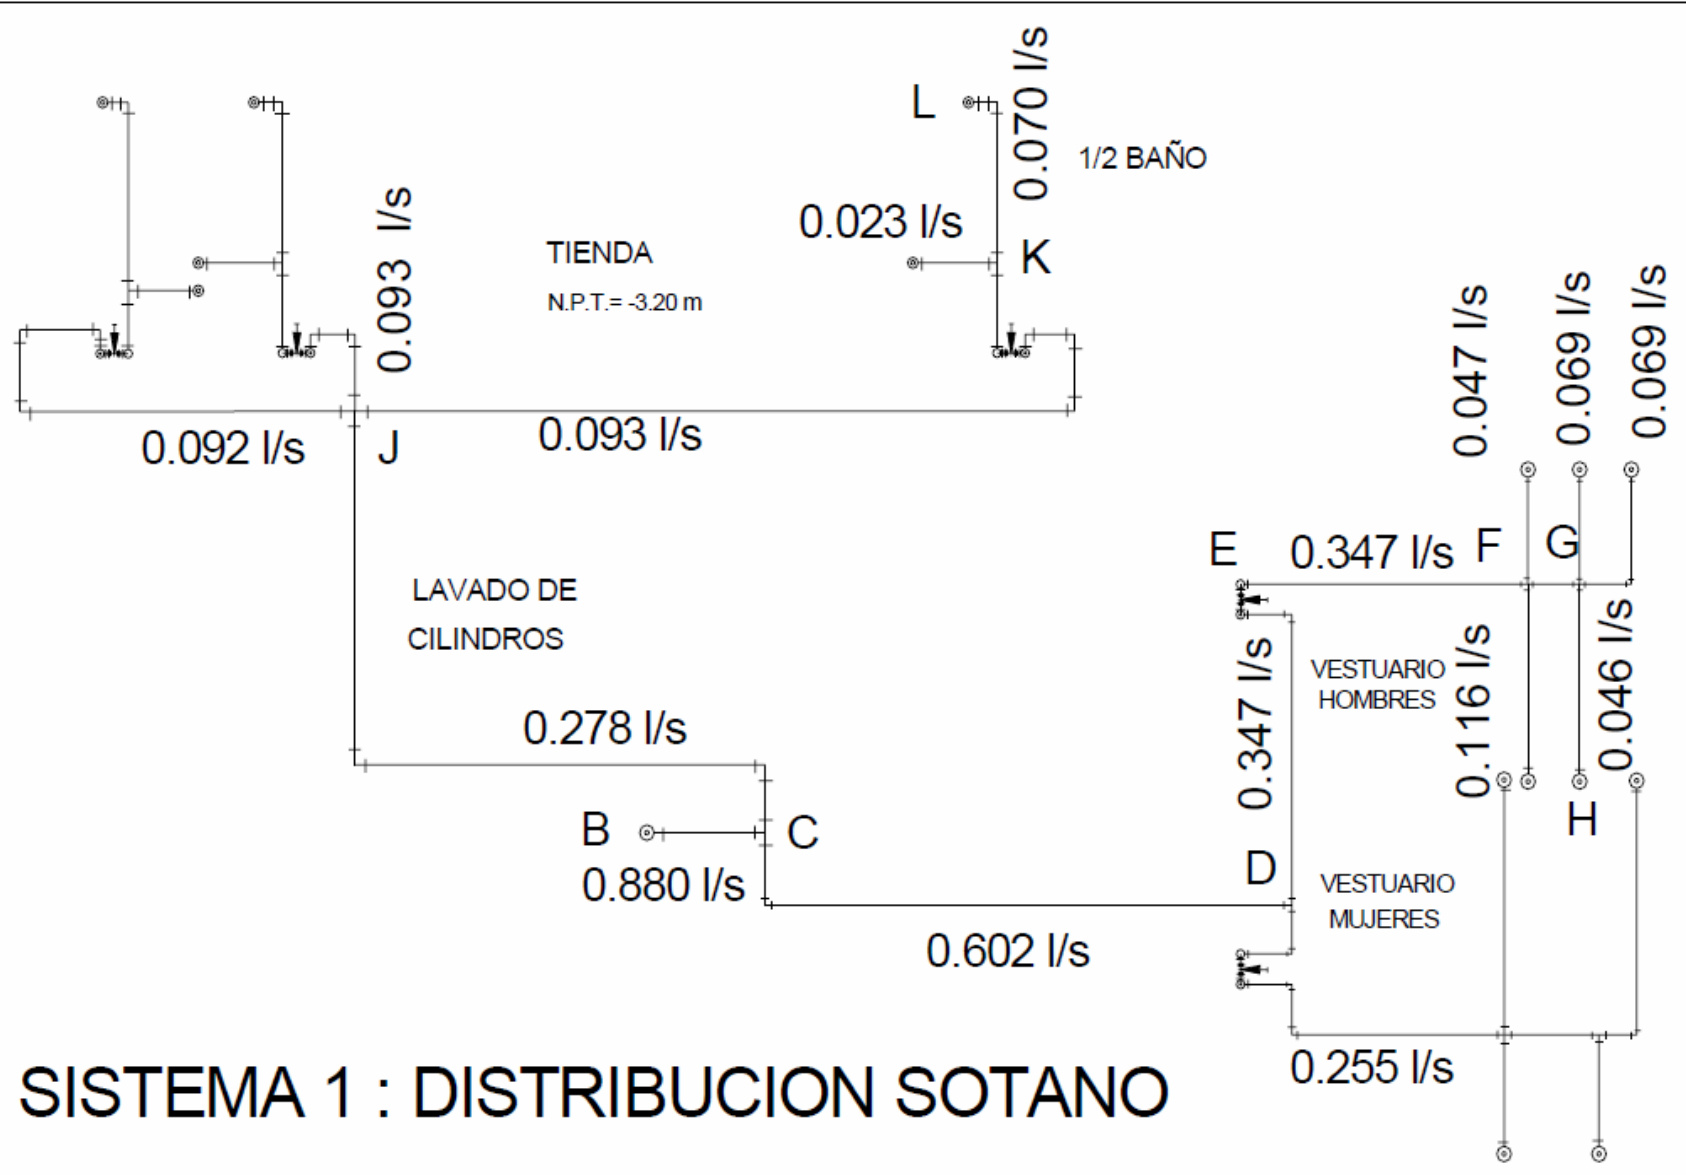 L
0.070 l/s
1/2 BAÑO
0.023 l/s
K
TIENDA
N.P.T.= -3.20 m
0.093 l/s
0.092 l/s
J
0.093 l/s
0.047 l/s
0.069 l/s
0.069 l/s
E
0.347 l/s
F
G
LAVADO DE
CILINDROS
0.347 l/s
VESTUARIO
HOMBRES
0.116 l/s
0.046 l/s
0.278 l/s
B
C
H
0.880 l/s
D
VESTUARIO
MUJERES
0.602 l/s
0.255 l/s
SISTEMA 1 : DISTRIBUCION SOTANO